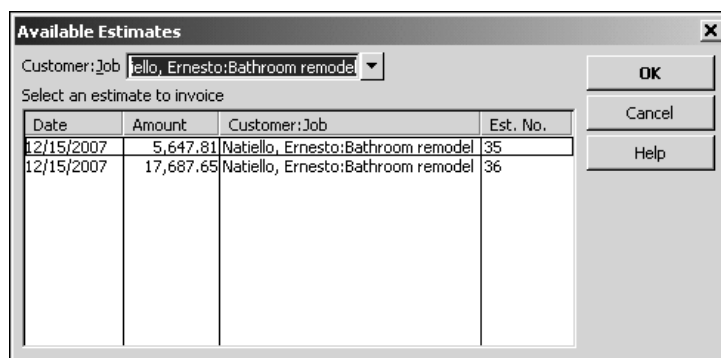 Available Estimates
Customer:Job iello, Ernesto:Bathroom remodel
OK
Select an estimate to invoice
Cancel
Date Amount Customer:Job Est. No.
Help
12/15/2007 5,647.81 Natiello, Ernesto:Bathroom remodel 35
12/15/2007 17,687.65 Natiello, Ernesto:Bathroom remodel 36